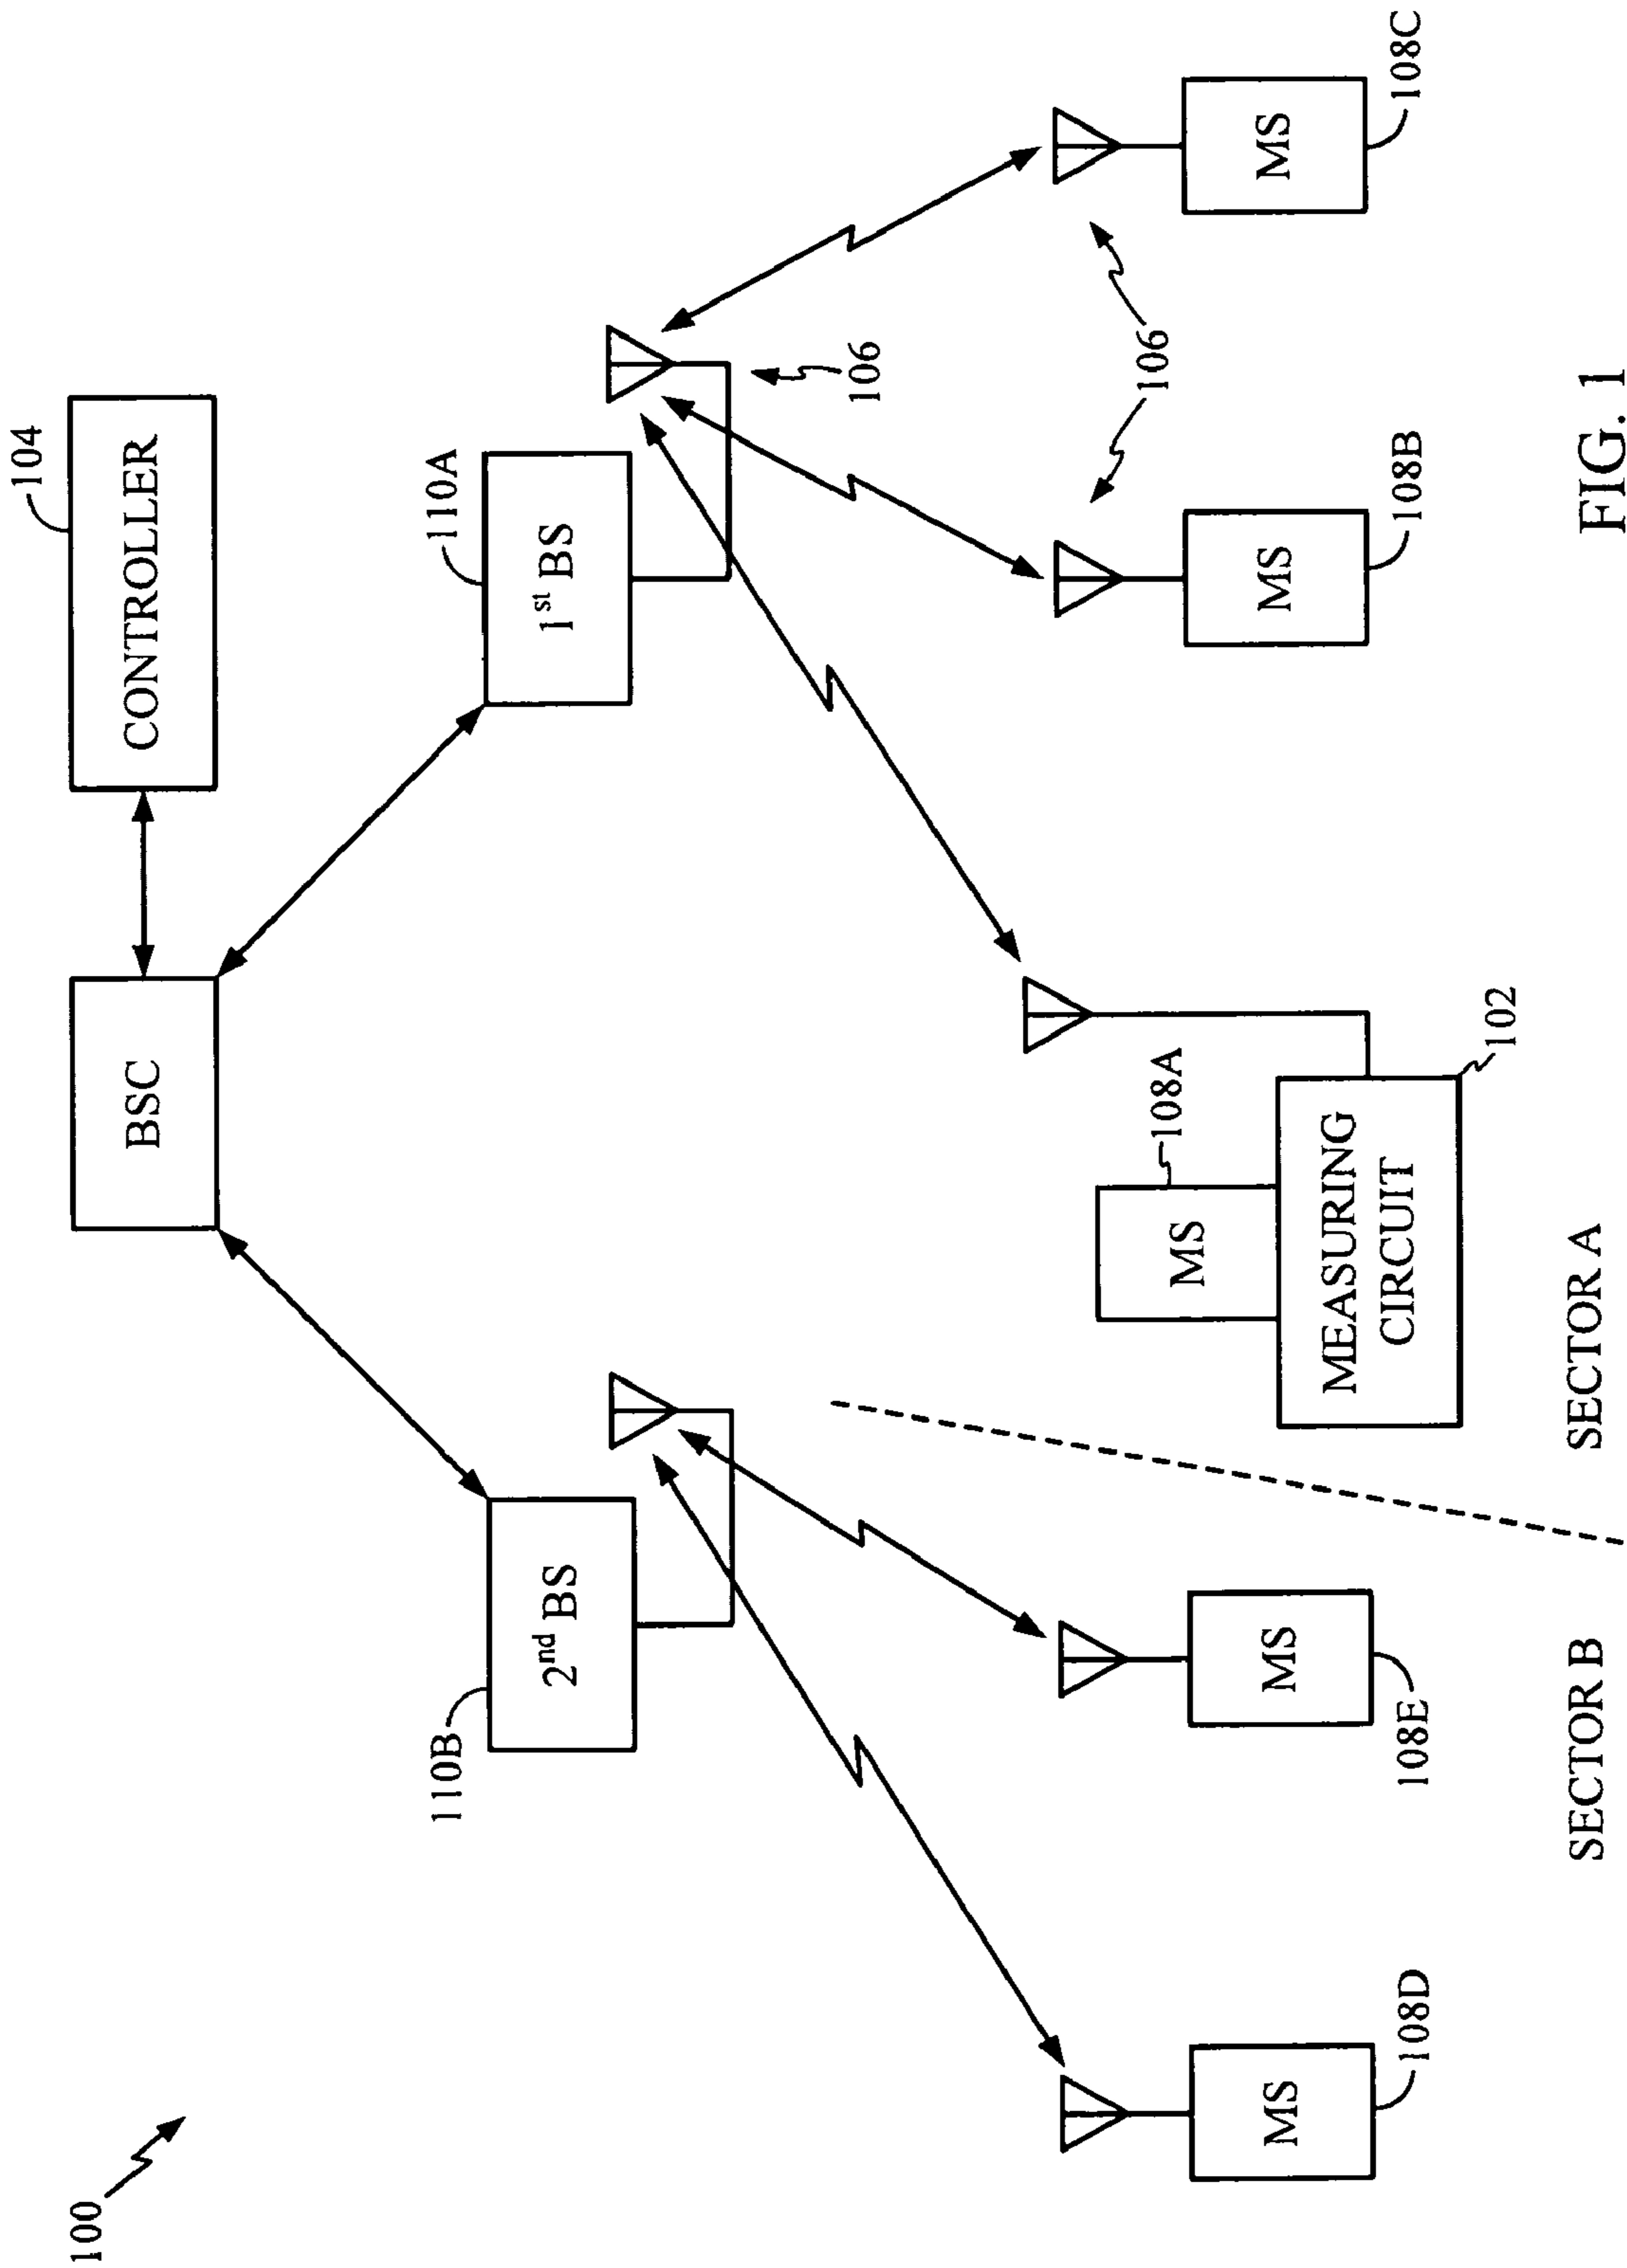 100
BSC
CONTROLLER
104
110B
2nd BS
110A
1st BS
106
106
MS
108D
MS
108E
MS
108A
MEASURING
CIRCUIT
102
MS
108B
MS
108C
SECTOR B
SECTOR A
FIG. 1